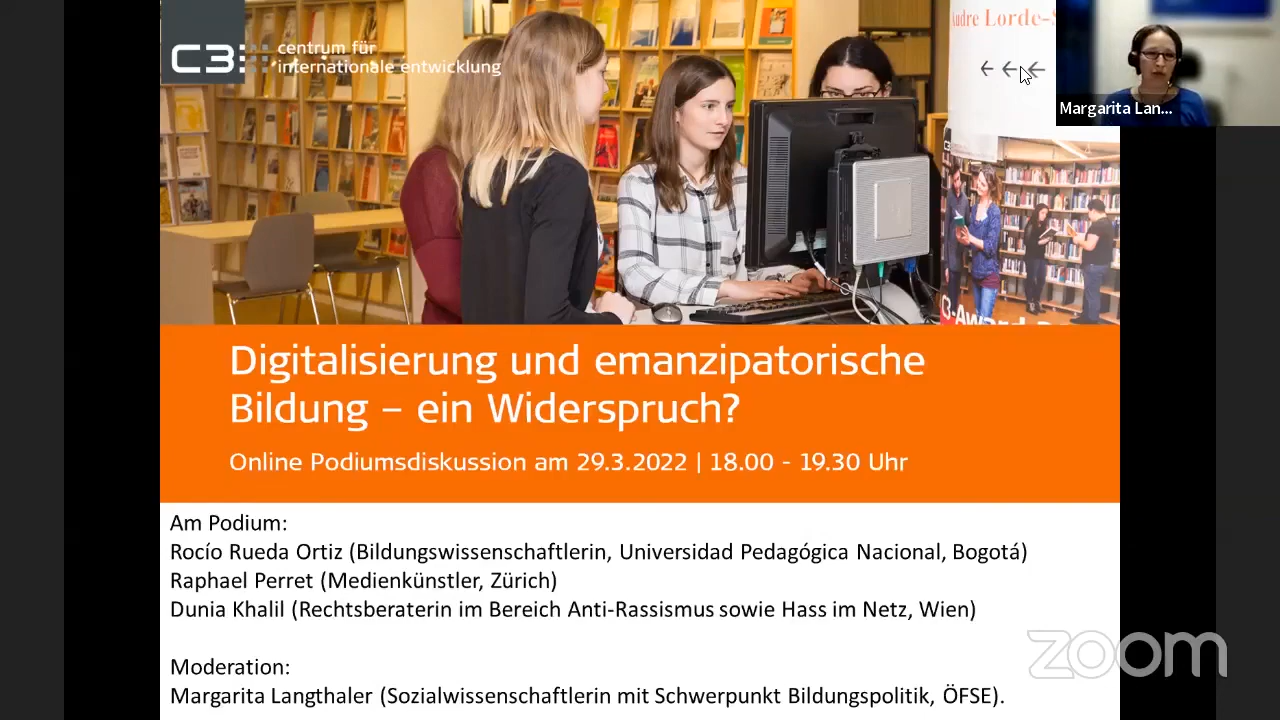 C3
centrum für
internationale entwicklung
Audre Lorde-S
← ← ←
Margarita Lan...
C3-Award
Digitalisierung und emanzipatorische
Bildung – ein Widerspruch?
Online Podiumsdiskussion am 29.3.2022 | 18.00 - 19.30 Uhr
Am Podium:
Rocío Rueda Ortiz (Bildungswissenschaftlerin, Universidad Pedagógica Nacional, Bogotá)
Raphael Perret (Medienkünstler, Zürich)
Dunia Khalil (Rechtsberaterin im Bereich Anti-Rassismus sowie Hass im Netz, Wien)
zoom
Moderation:
Margarita Langthaler (Sozialwissenschaftlerin mit Schwerpunkt Bildungspolitik, ÖFSE).